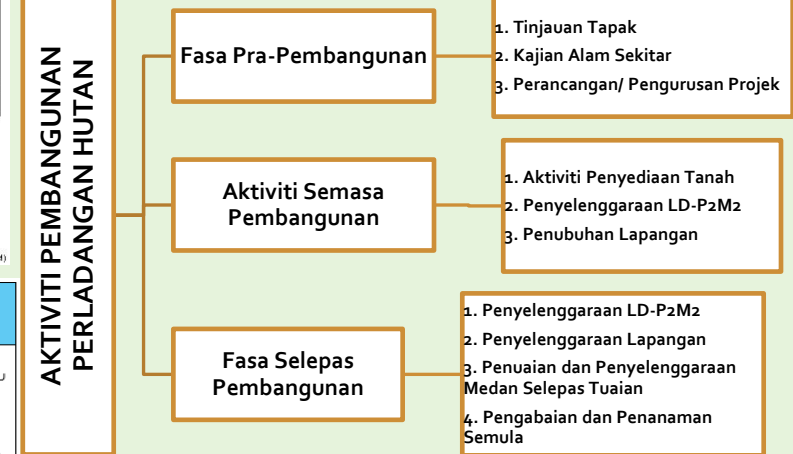 AKTIVITI PEMBANGUNAN
PERLADANGAN HUTAN
Fasa Pra-Pembangunan
1. Tinjauan Tapak
2. Kajian Alam Sekitar
3. Perancangan/ Pengurusan Projek
Aktiviti Semasa
Pembangunan
1. Aktiviti Penyediaan Tanah
2. Penyelenggaraan LD-P2M2
3. Penubuhan Lapangan
Fasa Selepas
Pembangunan
1. Penyelenggaraan LD-P2M2
2. Penyelenggaraan Lapangan
3. Penuaian dan Penyelenggaraan
Medan Selepas Tuaian
4. Pengabaian dan Penanaman
Semula